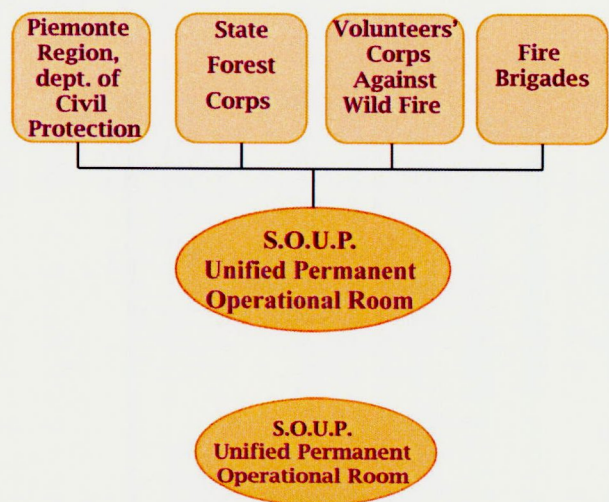 Piemonte
Region,
dept. of
Civil
Protection
State
Forest
Corps
Volunteers'
Corps
Against
Wild Fire
Fire
Brigades
S.O.U.P.
Unified Permanent
Operational Room
S.O.U.P.
Unified Permanent
Operational Room